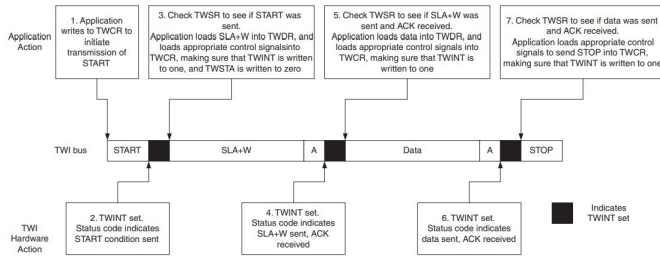 Application
Action
1. Application
writes to TWCR to
initiate
transmission of
START
3. Check TWSR to see if START was
sent.
Application loads SLA+W into TWDR, and
loads appropriate control signalsinto
TWCR, making sure that TWINT is written
to one, and TWSTA is written to zero
5. Check TWSR to see if SLA+W was
sent and ACK received.
Application loads data into TWDR, and
loads appropriate control signals into
TWCR, making sure that TWINT is
written to one
7. Check TWSR to see if data was sent
and ACK received.
Application loads appropriate control
signals to send STOP into TWCR,
making sure that TWINT is written to one
TWI bus
START
SLA+W
A
Data
A
STOP
TWI
Hardware
Action
2. TWINT set.
Status code indicates
START condition sent
4. TWINT set.
Status code indicates
SLA+W sent, ACK
received
6. TWINT set.
Status code indicates
data sent, ACK received
Indicates
TWINT set